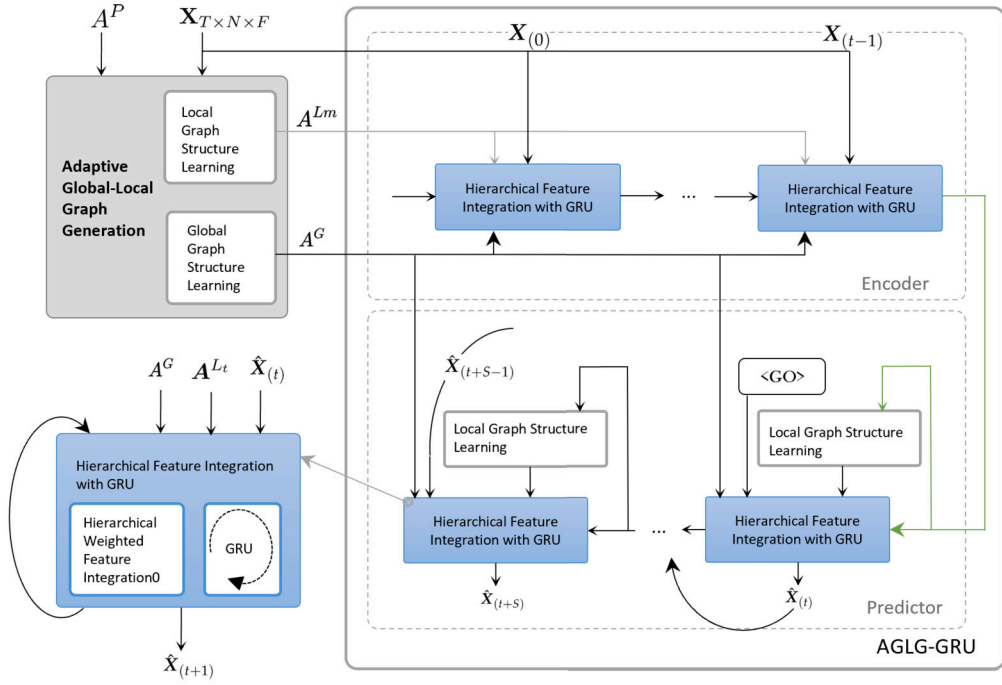 A^P
X_{T×N×F}
X_{(0)}
X_{(t−1)}
Local
Graph
Structure
Learning
A^{Lm}
Adaptive
Global-Local
Graph
Generation
Hierarchical Feature
Integration with GRU
...
Hierarchical Feature
Integration with GRU
Global
Graph
Structure
Learning
A^G
Encoder
A^G
A^{L_t}
X̂_{(t)}
X̂_{(t+S−1)}
<GO>
Local Graph Structure
Learning
Local Graph Structure
Learning
Hierarchical Feature Integration
with GRU
Hierarchical
Weighted
Feature
Integration0
GRU
Hierarchical Feature
Integration with GRU
...
Hierarchical Feature
Integration with GRU
X̂_{(t+S)}
X̂_{(t)}
Predictor
X̂_{(t+1)}
AGLG-GRU